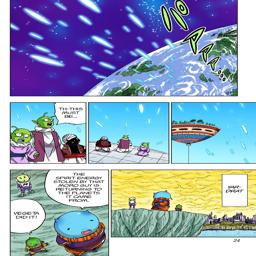 TH-THIS
MUST
BE...
THE
SPIRIT ENERGY
STOLEN BY THAT
MORO GUY IS
RETURNING TO
THE PLANETS
IT CAME
FROM.
VEGETA
DID IT!
24